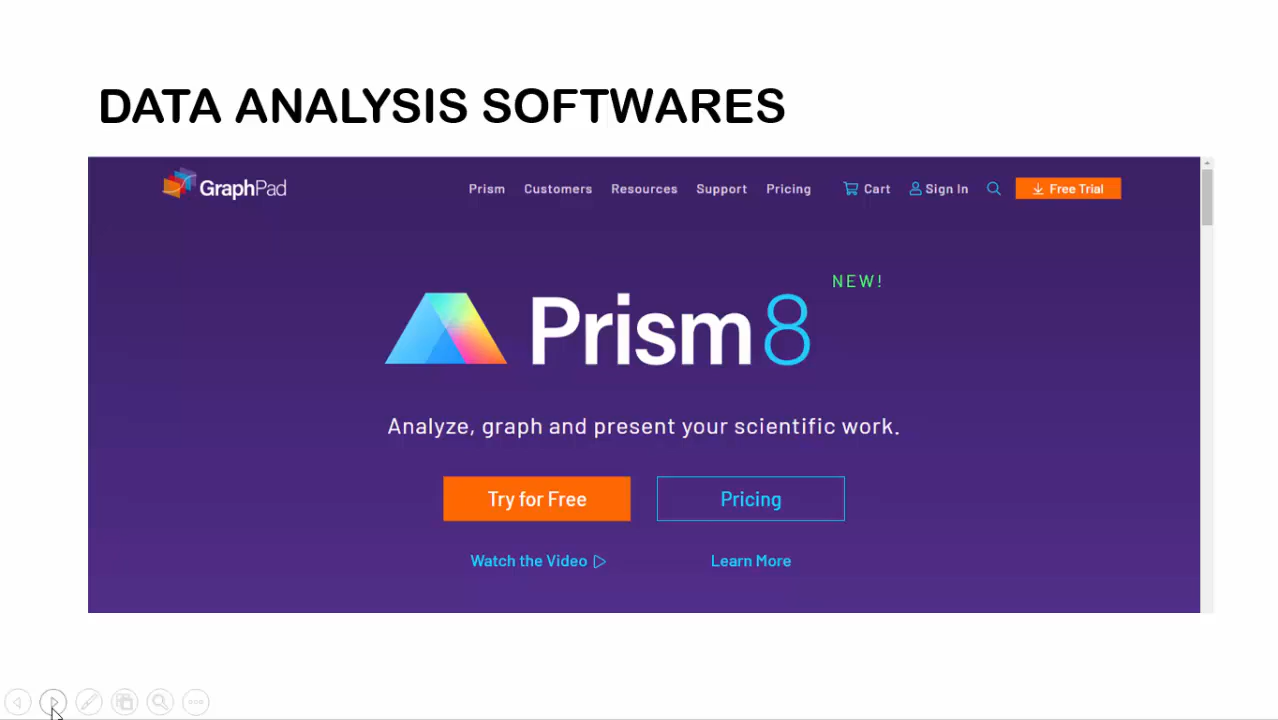 DATA ANALYSIS SOFTWARES
GraphPad Prism Customers Resources Support Pricing Cart Sign In Free Trial
NEW!
Prism 8
Analyze, graph and present your scientific work.
Try for Free Pricing
Watch the Video Learn More